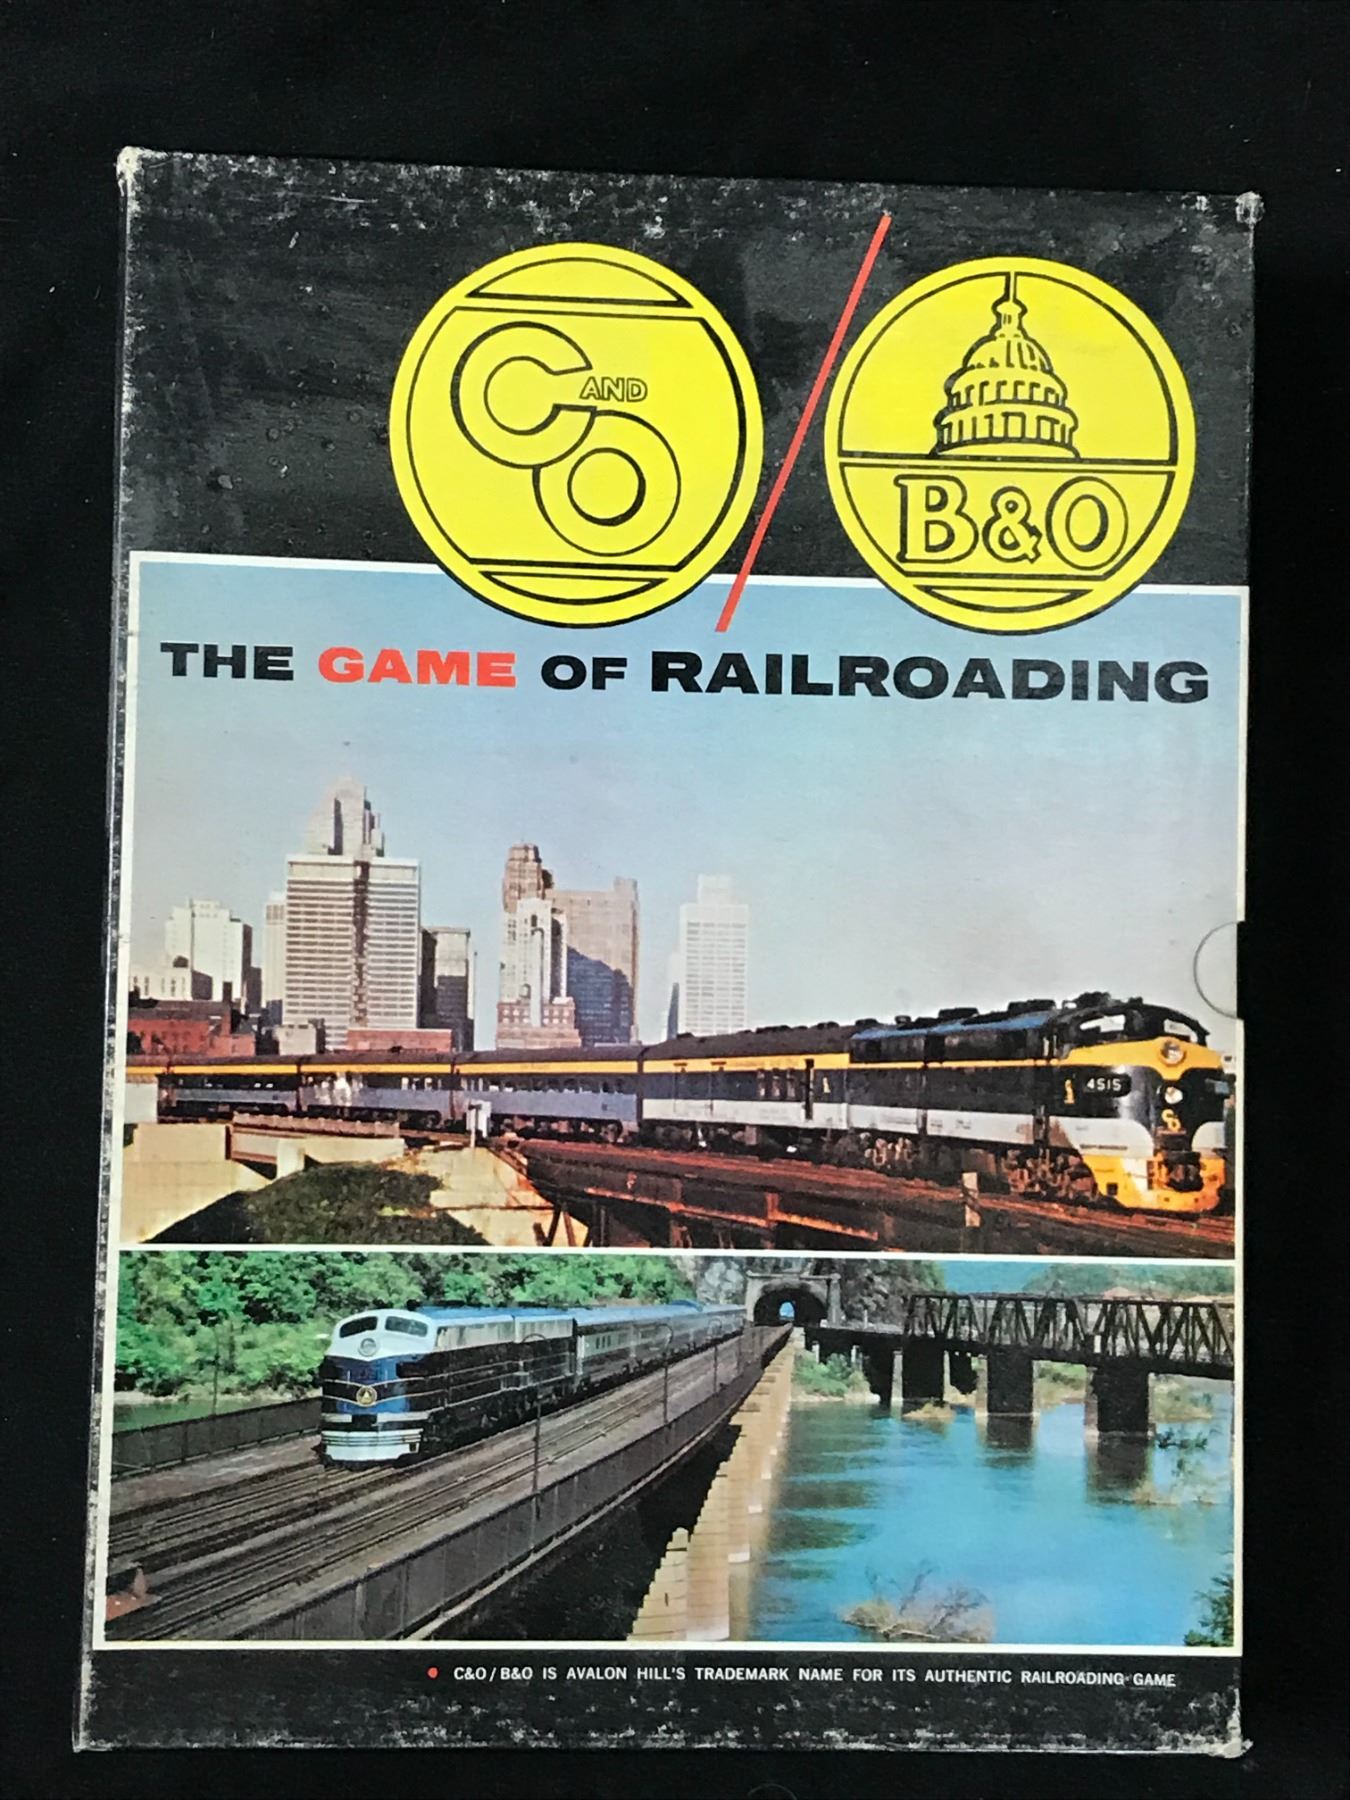 C AND O
B&O
THE GAME OF RAILROADING
4515
● C&O/B&O IS AVALON HILL'S TRADEMARK NAME FOR ITS AUTHENTIC RAILROADING GAME